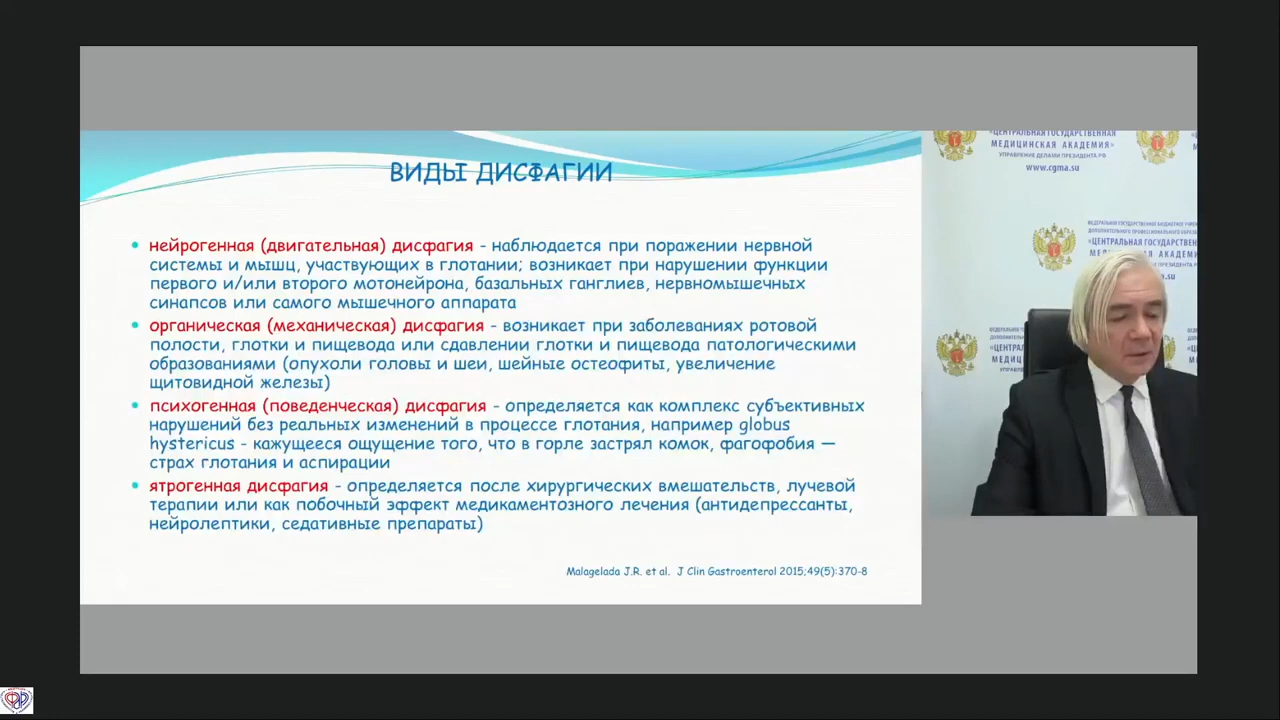 ВИДЫ ДИСФАГИИ
• нейрогенная (двигательная) дисфагия - наблюдается при поражении нервной
системы и мышц, участвующих в глотании; возникает при нарушении функции
первого и/или второго мотонейрона, базальных ганглиев, нервномышечных
синапсов или самого мышечного аппарата
• органическая (механическая) дисфагия - возникает при заболеваниях ротовой
полости, глотки и пищевода или сдавлении глотки и пищевода патологическими
образованиями (опухоли головы и шеи, шейные остеофиты, увеличение
щитовидной железы)
• психогенная (поведенческая) дисфагия - определяется как комплекс субъективных
нарушений без реальных изменений в процессе глотания, например globus
hystericus - кажущееся ощущение того, что в горле застрял комок, фагофобия —
страх глотания и аспирации
• ятрогенная дисфагия - определяется после хирургических вмешательств, лучевой
терапии или как побочный эффект медикаментозного лечения (антидепрессанты,
нейролептики, седативные препараты)
Malagelada J.R. et al. J Clin Gastroenterol 2015;49(5):370-8
«ЦЕНТРАЛЬНАЯ ГОСУДАРСТВЕННАЯ
МЕДИЦИНСКАЯ АКАДЕМИЯ»
УПРАВЛЕНИЕ ДЕЛАМИ ПРЕЗИДЕНТА РФ
www.cgma.su
«ЦЕНТРАЛЬНАЯ
МЕДИЦИНСКАЯ